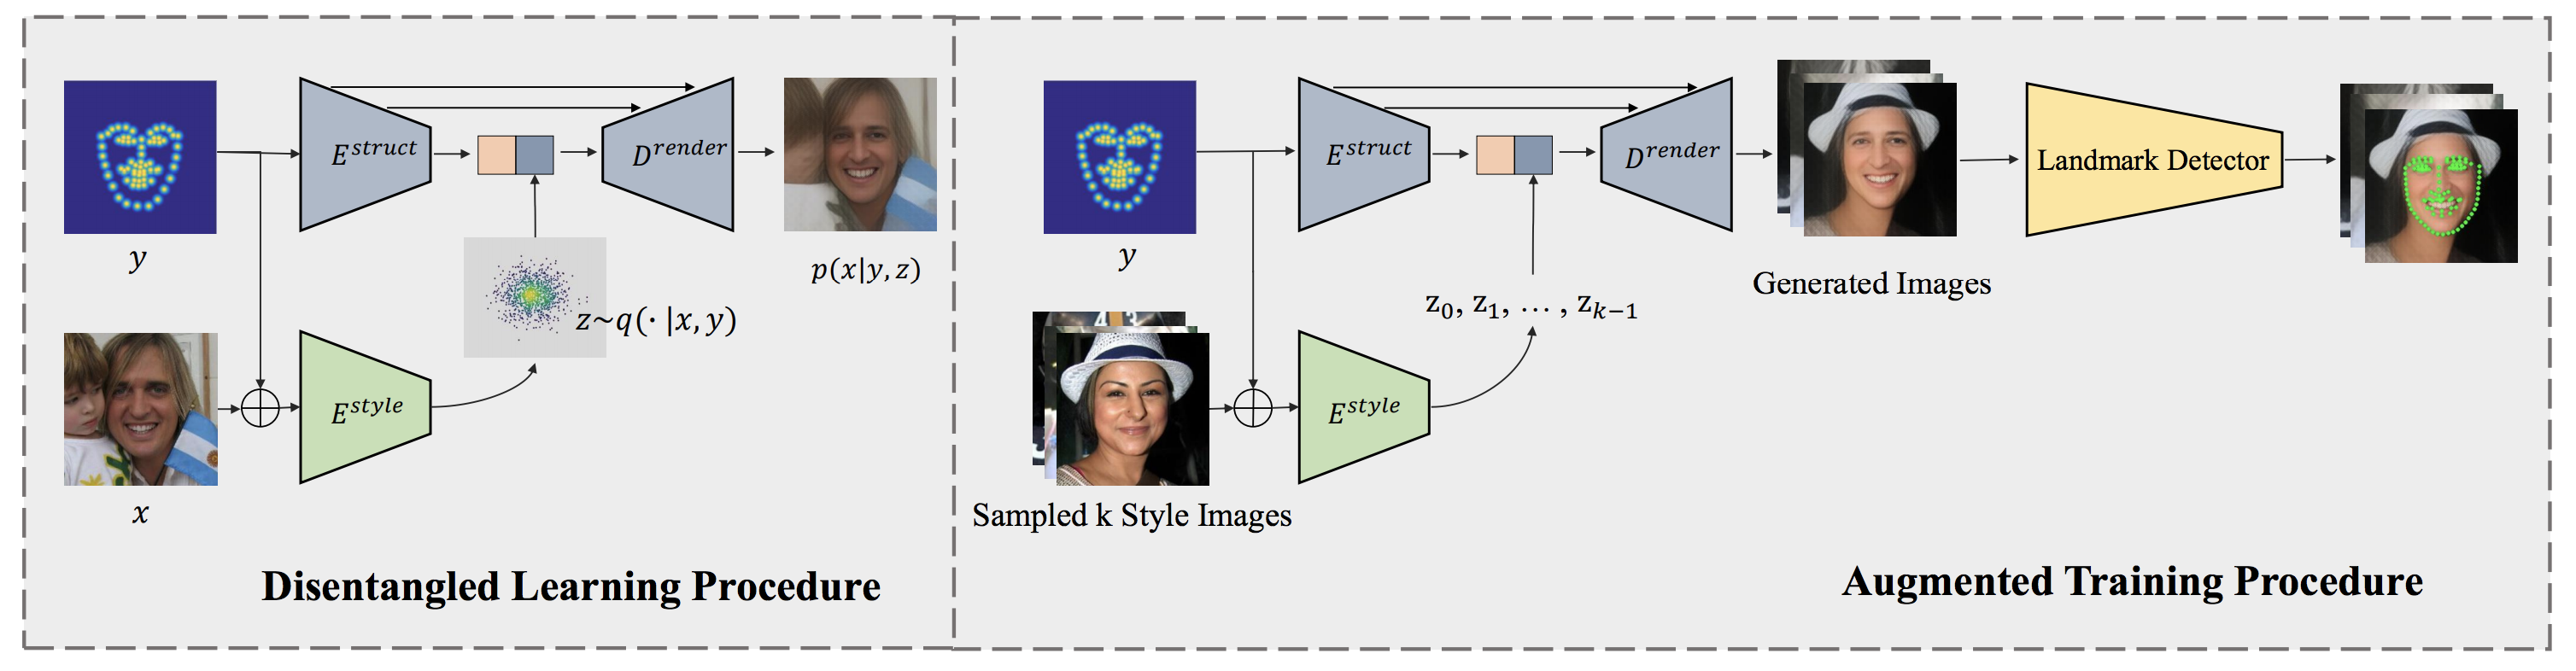 y
E^{struct}
D^{render}
p(x|y, z)
z~q(· |x, y)
x
E^{style}
Disentangled Learning Procedure
y
E^{struct}
D^{render}
Generated Images
Landmark Detector
z_0, z_1, … , z_{k−1}
Sampled k Style Images
E^{style}
Augmented Training Procedure